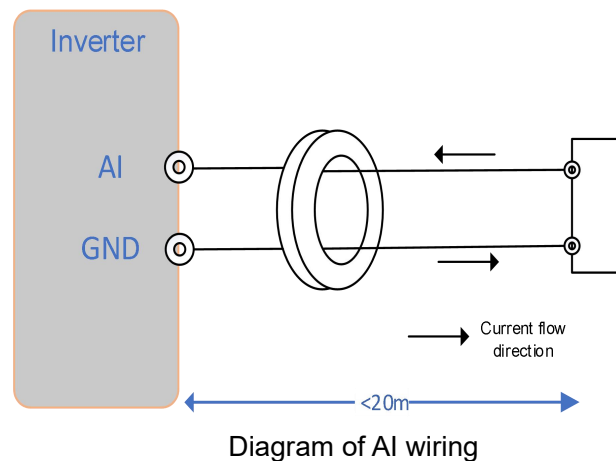 Inverter
AI
GND
Current flow
direction
<20m
Diagram of AI wiring